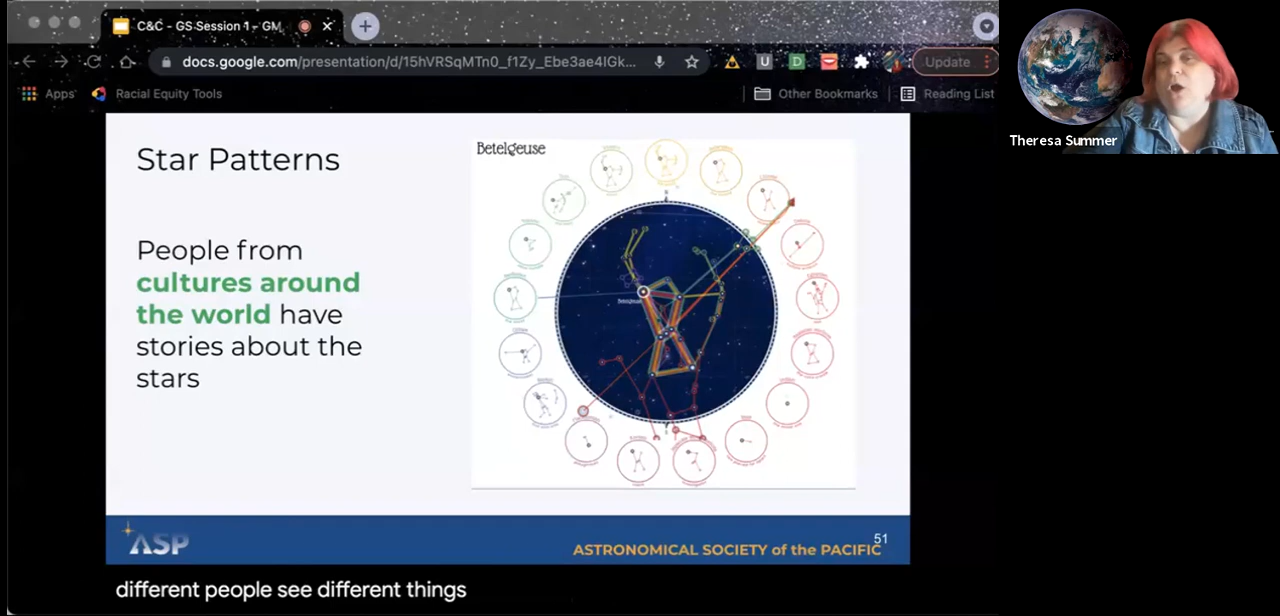 C&C - GS Session 1 - GM
docs.google.com/presentation/d/15hVRSqMTn0_f1Zy_Ebe3ae4IGk...
U
D
Update
Apps
Racial Equity Tools
Other Bookmarks
Reading List
Theresa Summer
Star Patterns
People from
cultures around
the world have
stories about the
stars
Betelgeuse
Betelgeuse
ASP
ASTRONOMICAL SOCIETY of the PACIFIC
51
different people see different things